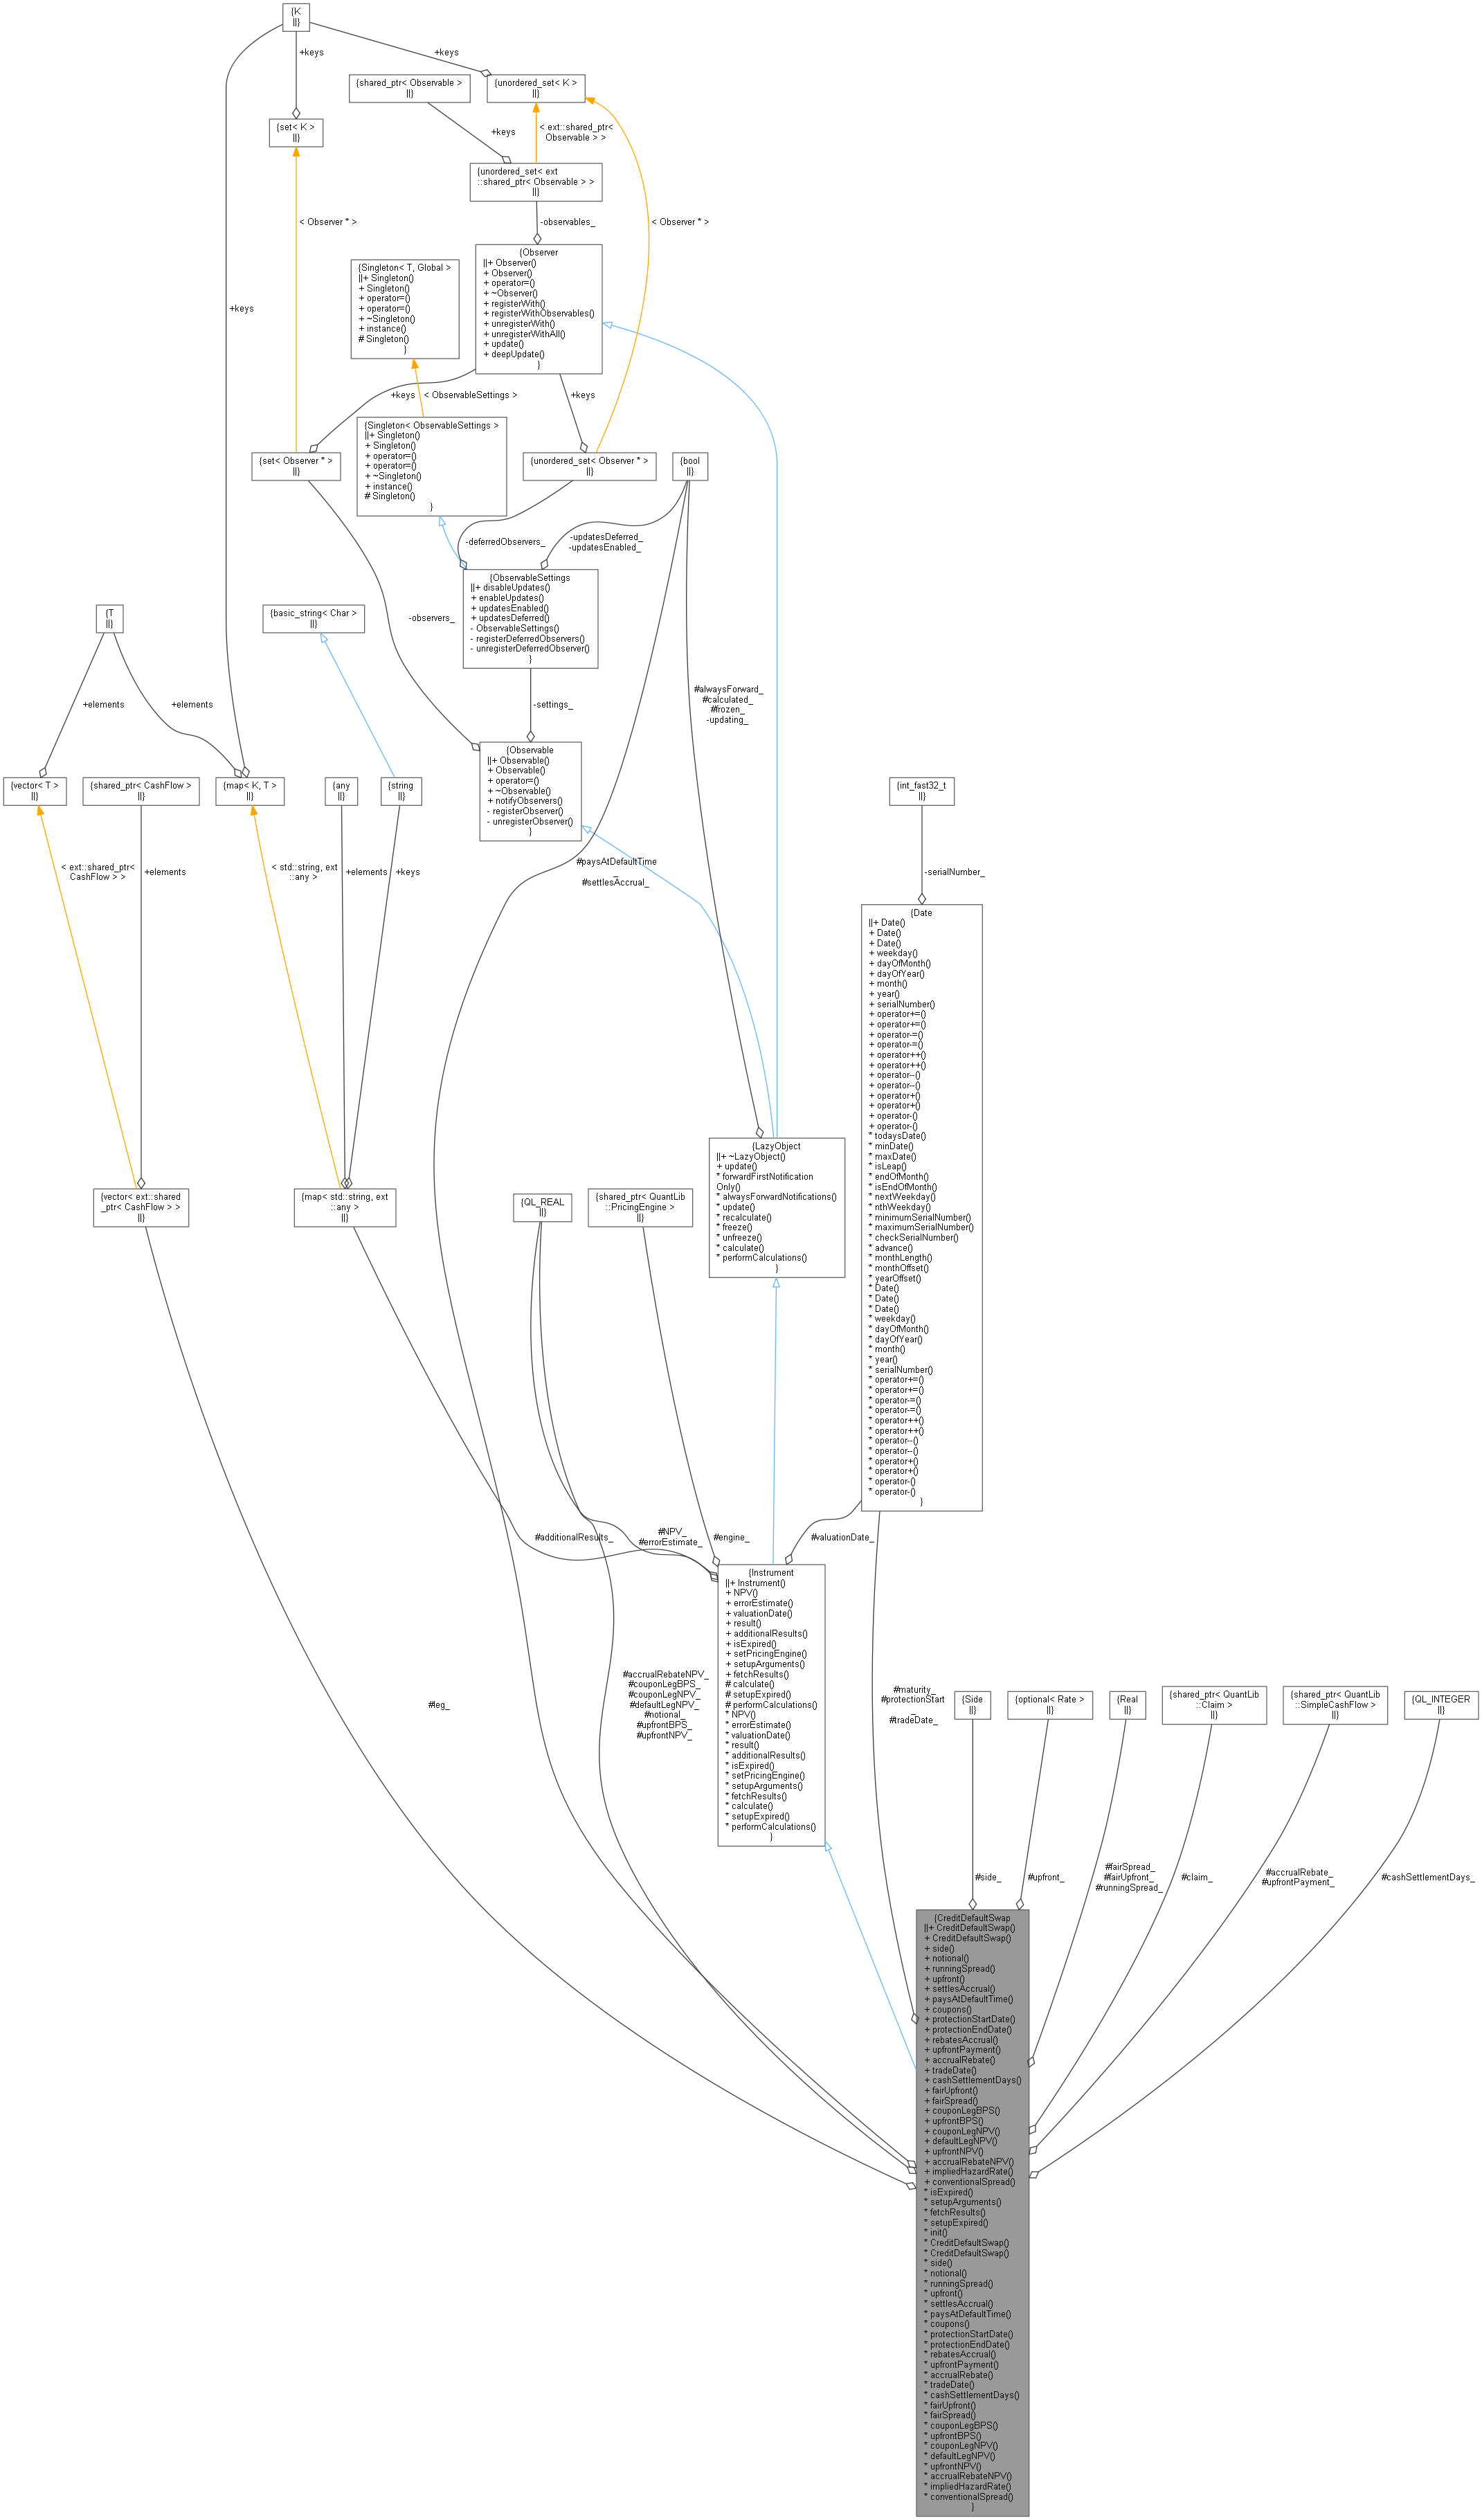 {K
||}
+keys
+keys
{shared_ptr< Observable >
||}
{unordered_set< K >
||}
{set< K >
||}
+keys
< ext::shared_ptr<
Observable > >
{unordered_set< ext
::shared_ptr< Observable > >
||}
< Observer * >
-observables_
< Observer * >
{Observer
||+ Observer()
+ Observer()
+ operator=()
+ ~Observer()
+ registerWith()
+ registerWithObservables()
+ unregisterWith()
+ unregisterWithAll()
+ update()
+ deepUpdate()
}
{Singleton< T, Global >
||+ Singleton()
+ Singleton()
+ operator=()
+ operator=()
+ ~Singleton()
+ instance()
# Singleton()
}
+keys
+keys
< ObservableSettings >
+keys
{Singleton< ObservableSettings >
||+ Singleton()
+ Singleton()
+ operator=()
+ operator=()
+ ~Singleton()
+ instance()
# Singleton()
}
{set< Observer * >
||}
{unordered_set< Observer * >
||}
{bool
||}
-deferredObservers_
-updatesDeferred_
-updatesEnabled_
{ObservableSettings
||+ disableUpdates()
+ enableUpdates()
+ updatesEnabled()
+ updatesDeferred()
- ObservableSettings()
- registerDeferredObservers()
- unregisterDeferredObserver()
}
-observers_
{T
||}
{basic_string< Char >
||}
+elements
+elements
-settings_
#alwaysForward_
#calculated_
#frozen_
-updating_
{Observable
||+ Observable()
+ Observable()
+ operator=()
+ ~Observable()
+ notifyObservers()
- registerObserver()
- unregisterObserver()
}
{vector< T >
||}
{shared_ptr< CashFlow >
||}
{map< K, T >
||}
{any
||}
{string
||}
{int_fast32_t
||}
< ext::shared_ptr<
CashFlow > >
+elements
< std::string, ext
::any >
+elements
+keys
#paysAtDefaultTime
_
#settlesAccrual_
-serialNumber_
{Date
||+ Date()
+ Date()
+ Date()
+ weekday()
+ dayOfMonth()
+ dayOfYear()
+ month()
+ year()
+ serialNumber()
+ operator+=()
+ operator+=()
+ operator-=()
+ operator-=()
+ operator++()
+ operator++()
+ operator--()
+ operator--()
+ operator+()
+ operator+()
+ operator-()
+ operator-()
* todaysDate()
* minDate()
* maxDate()
* isLeap()
* endOfMonth()
* isEndOfMonth()
* nextWeekday()
* nthWeekday()
* minimumSerialNumber()
* maximumSerialNumber()
* checkSerialNumber()
* advance()
* monthLength()
* monthOffset()
* yearOffset()
* Date()
* Date()
* Date()
* weekday()
* dayOfMonth()
* dayOfYear()
* month()
* year()
* serialNumber()
* operator+=()
* operator+=()
* operator-=()
* operator-=()
* operator++()
* operator++()
* operator--()
* operator--()
* operator+()
* operator+()
* operator-()
* operator-()
}
{LazyObject
||+ ~LazyObject()
+ update()
* forwardFirstNotification
Only()
* alwaysForwardNotifications()
* update()
* recalculate()
* freeze()
* unfreeze()
* calculate()
* performCalculations()
}
{vector< ext::shared
_ptr< CashFlow > >
||}
{map< std::string, ext
::any >
||}
{QL_REAL
||}
{shared_ptr< QuantLib
::PricingEngine >
||}
#additionalResults_
#NPV_
#errorEstimate_
#engine_
#valuationDate_
{Instrument
||+ Instrument()
+ NPV()
+ errorEstimate()
+ valuationDate()
+ result()
+ additionalResults()
+ isExpired()
+ setPricingEngine()
+ setupArguments()
+ fetchResults()
# calculate()
# setupExpired()
# performCalculations()
* NPV()
* errorEstimate()
* valuationDate()
* result()
* additionalResults()
* isExpired()
* setPricingEngine()
* setupArguments()
* fetchResults()
* calculate()
* setupExpired()
* performCalculations()
}
#leg_
#accrualRebateNPV_
#couponLegBPS_
#couponLegNPV_
#defaultLegNPV_
#notional_
#upfrontBPS_
#upfrontNPV_
#maturity_
#protectionStart
_
#tradeDate_
{Side
||}
{optional< Rate >
||}
{Real
||}
{shared_ptr< QuantLib
::Claim >
||}
{shared_ptr< QuantLib
::SimpleCashFlow >
||}
{QL_INTEGER
||}
#side_
#upfront_
#fairSpread_
#fairUpfront_
#runningSpread_
#claim_
#accrualRebate_
#upfrontPayment_
#cashSettlementDays_
{CreditDefaultSwap
||+ CreditDefaultSwap()
+ CreditDefaultSwap()
+ side()
+ notional()
+ runningSpread()
+ upfront()
+ settlesAccrual()
+ paysAtDefaultTime()
+ coupons()
+ protectionStartDate()
+ protectionEndDate()
+ rebatesAccrual()
+ upfrontPayment()
+ accrualRebate()
+ tradeDate()
+ cashSettlementDays()
+ fairUpfront()
+ fairSpread()
+ couponLegBPS()
+ upfrontBPS()
+ couponLegNPV()
+ defaultLegNPV()
+ upfrontNPV()
+ accrualRebateNPV()
+ impliedHazardRate()
+ conventionalSpread()
* isExpired()
* setupArguments()
* fetchResults()
* setupExpired()
* init()
* CreditDefaultSwap()
* CreditDefaultSwap()
* side()
* notional()
* runningSpread()
* upfront()
* settlesAccrual()
* paysAtDefaultTime()
* coupons()
* protectionStartDate()
* protectionEndDate()
* rebatesAccrual()
* upfrontPayment()
* accrualRebate()
* tradeDate()
* cashSettlementDays()
* fairUpfront()
* fairSpread()
* couponLegBPS()
* upfrontBPS()
* couponLegNPV()
* defaultLegNPV()
* upfrontNPV()
* accrualRebateNPV()
* impliedHazardRate()
* conventionalSpread()
}